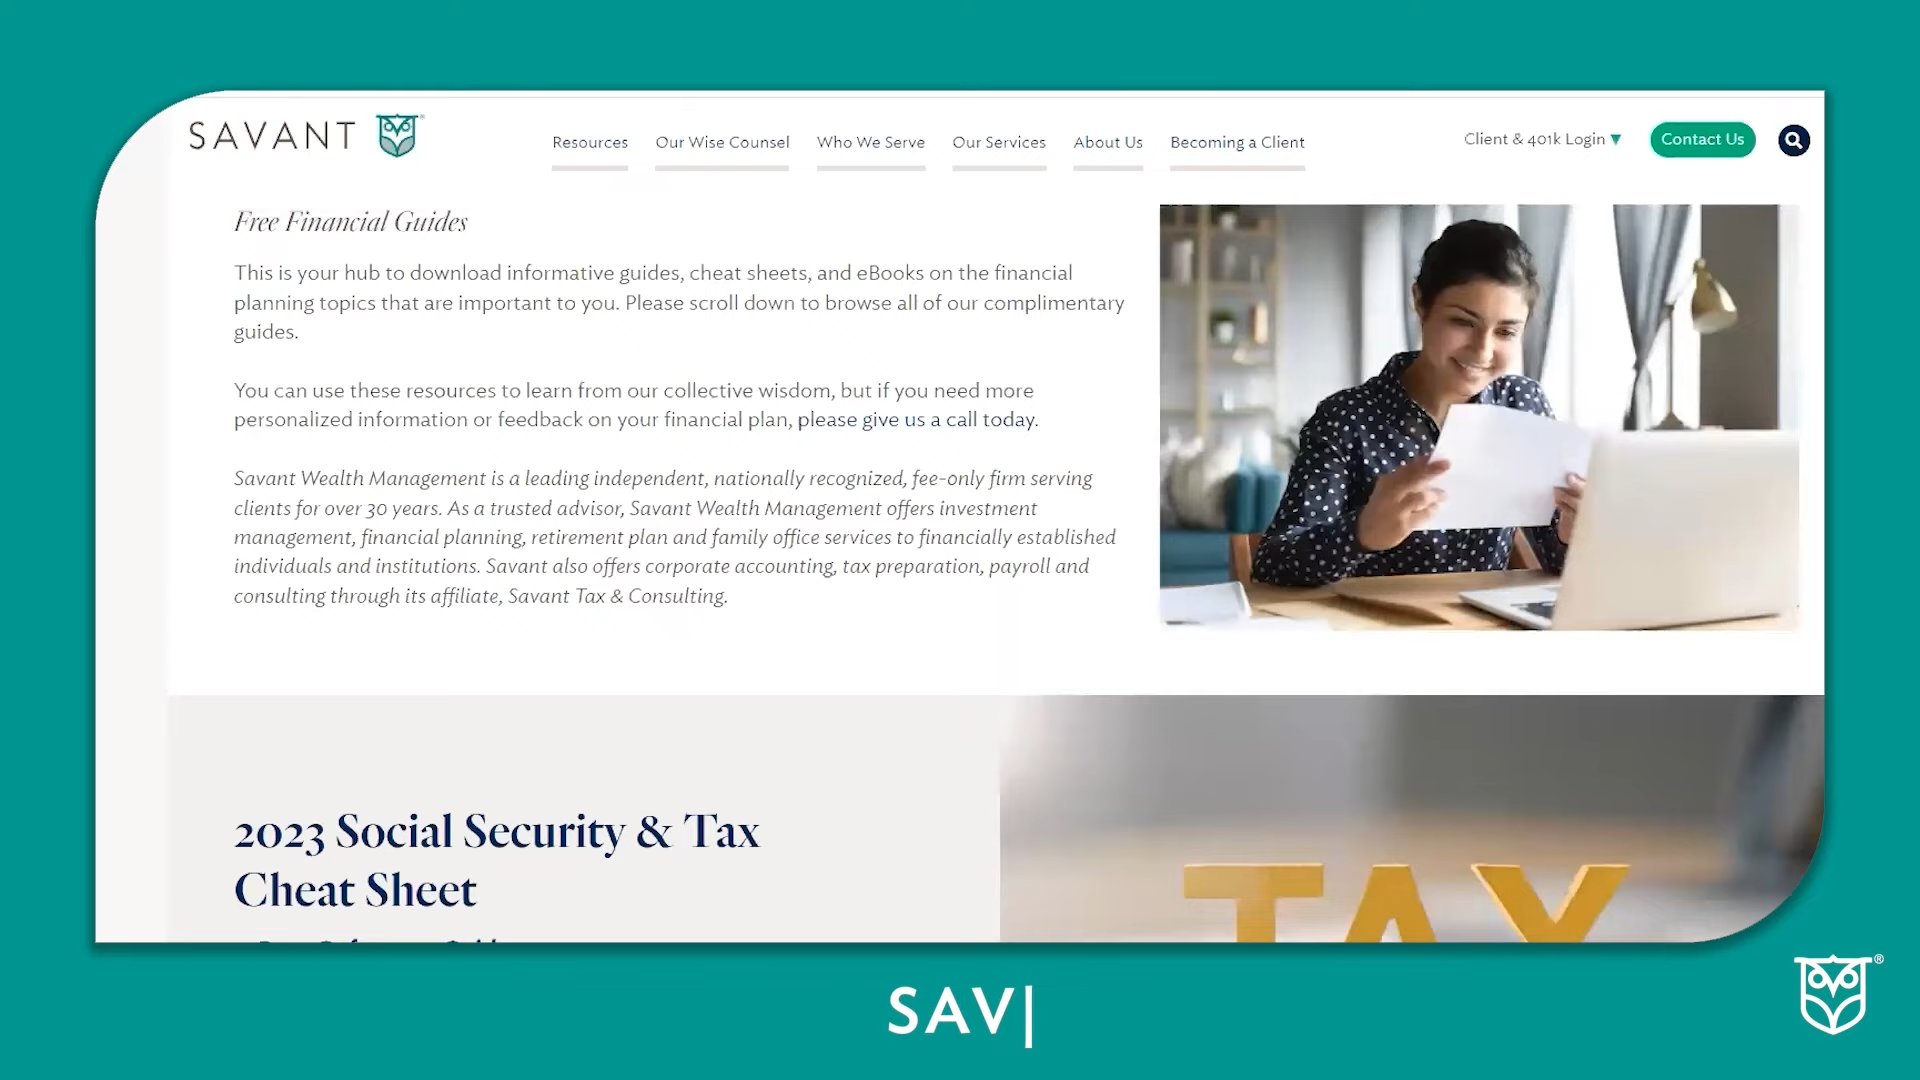 SAVANT
Resources
Our Wise Counsel
Who We Serve
Our Services
About Us
Becoming a Client
Client & 401k Login ▼
Contact Us
Free Financial Guides
This is your hub to download informative guides, cheat sheets, and eBooks on the financial
planning topics that are important to you. Please scroll down to browse all of our complimentary
guides.
You can use these resources to learn from our collective wisdom, but if you need more
personalized information or feedback on your financial plan, please give us a call today.
Savant Wealth Management is a leading independent, nationally recognized, fee-only firm serving
clients for over 30 years. As a trusted advisor, Savant Wealth Management offers investment
management, financial planning, retirement plan and family office services to financially established
individuals and institutions. Savant also offers corporate accounting, tax preparation, payroll and
consulting through its affiliate, Savant Tax & Consulting.
2023 Social Security & Tax
Cheat Sheet
TAX
SAV|
®